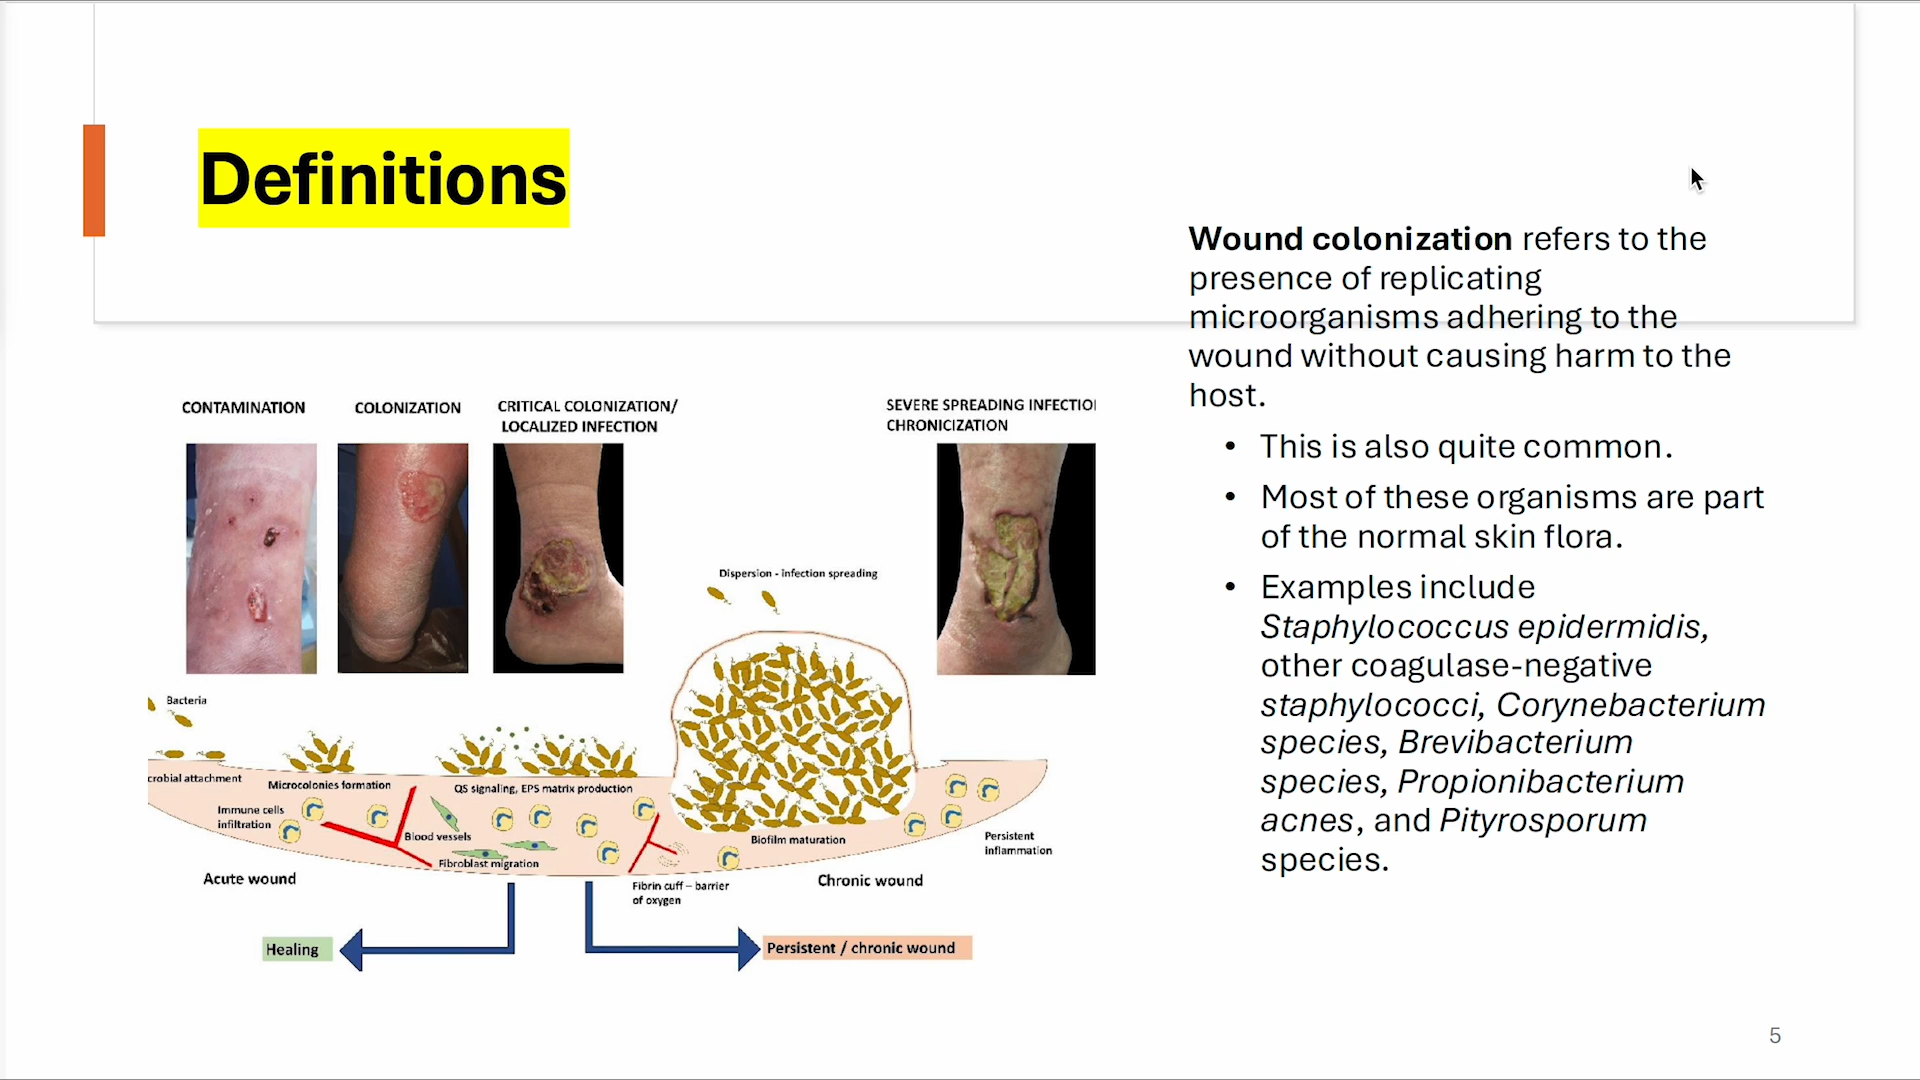 Definitions
Wound colonization refers to the
presence of replicating
microorganisms adhering to the
wound without causing harm to the
host.
• This is also quite common.
• Most of these organisms are part
of the normal skin flora.
• Examples include
Staphylococcus epidermidis,
other coagulase-negative
staphylococci, Corynebacterium
species, Brevibacterium
species, Propionibacterium
acnes, and Pityrosporum
species.
CONTAMINATION
COLONIZATION
CRITICAL COLONIZATION/
LOCALIZED INFECTION
SEVERE SPREADING INFECTIO
CHRONICIZATION
Dispersion - infection spreading
Bacteria
crobial attachment
Microcolonies formation
QS signaling, EPS matrix production
Immune cells
infiltration
Blood vessels
Fibroblast migration
Biofilm maturation
Persistent
inflammation
Acute wound
Fibrin cuff – barrier
of oxygen
Chronic wound
Healing
Persistent / chronic wound
5